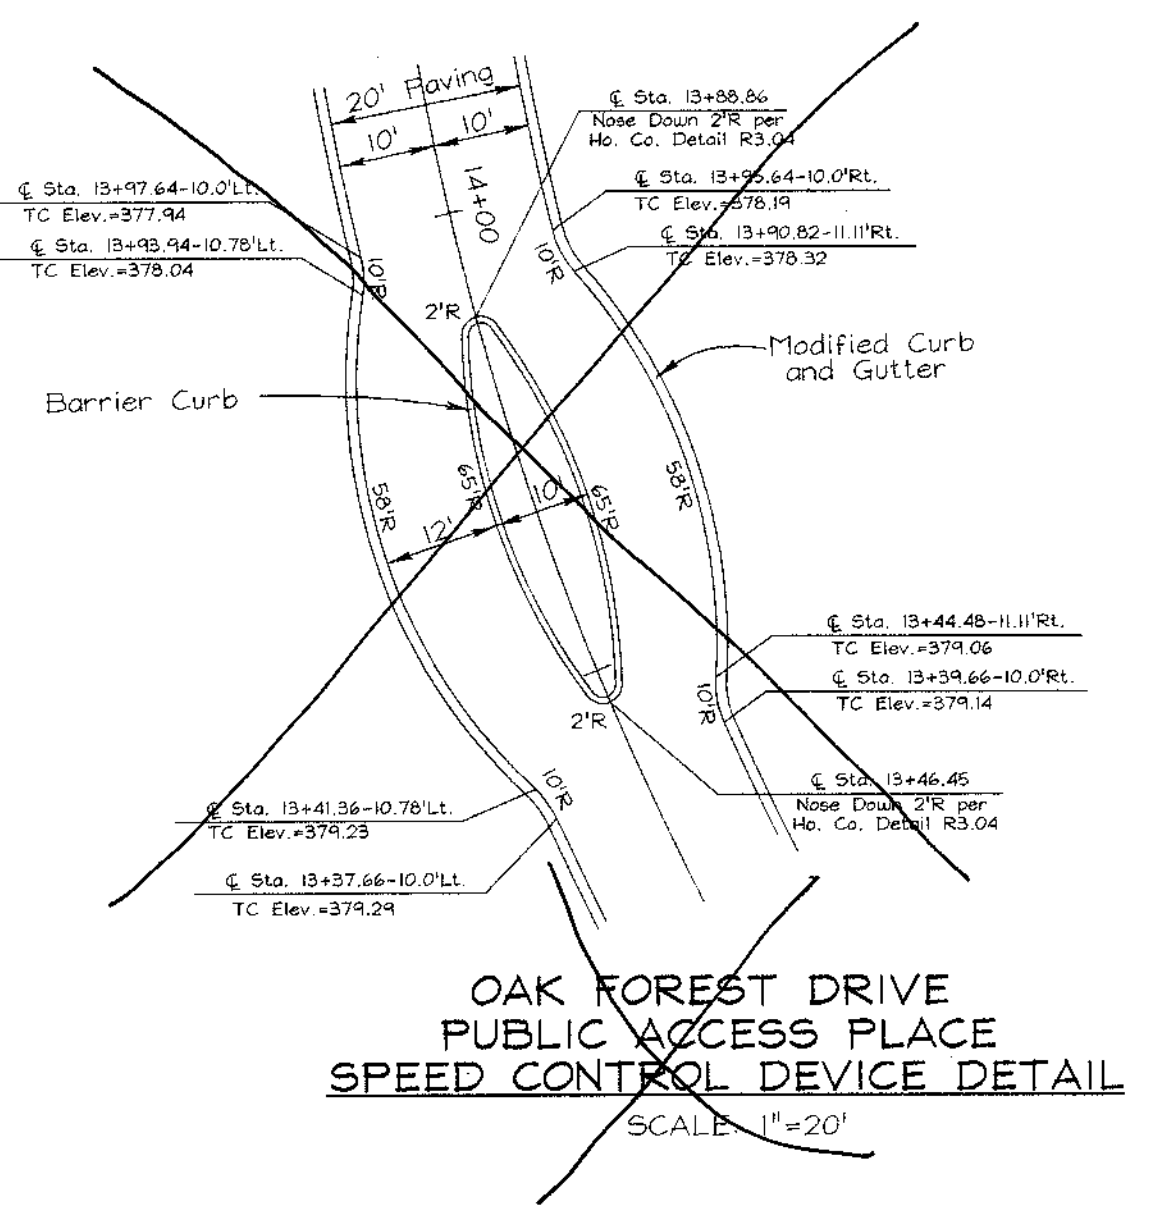 20' Paving
10' 10'
14+00
℄ Sta. 13+88.86
Nose Down 2'R per
Ho. Co. Detail R3.04
℄ Sta. 13+97.64-10.0'Lt.
TC Elev.=377.94
℄ Sta. 13+93.94-10.78'Lt.
TC Elev.=378.04
℄ Sta. 13+95.64-10.0'Rt.
TC Elev.=378.19
℄ Sta. 13+90.82-11.11'Rt.
TC Elev.=378.32
10'R
10'R
2'R
Modified Curb
and Gutter
Barrier Curb
58'R
65'R
65'R
58'R
12'
10'
℄ Sta. 13+44.48-11.11'Rt.
TC Elev.=379.06
℄ Sta. 13+39.66-10.0'Rt.
TC Elev.=379.14
10'R
2'R
℄ Sta. 13+46.45
Nose Down 2'R per
Ho. Co. Detail R3.04
10'R
℄ Sta. 13+41.36-10.78'Lt.
TC Elev.=379.23
℄ Sta. 13+37.66-10.0'Lt.
TC Elev.=379.29
OAK FOREST DRIVE
PUBLIC ACCESS PLACE
SPEED CONTROL DEVICE DETAIL
SCALE: 1"=20'